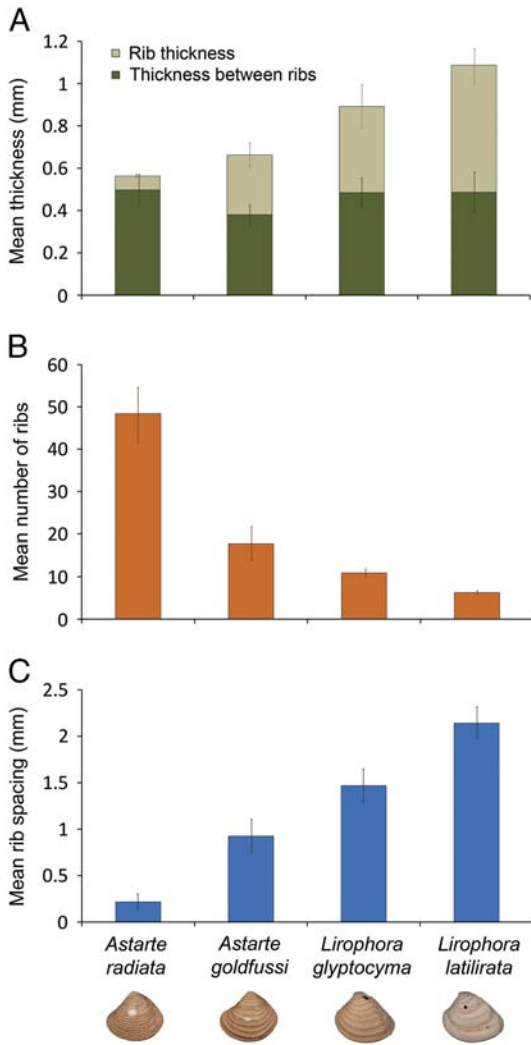 A
Mean thickness (mm)
1.2
1
0.8
0.6
0.4
0.2
0
Rib thickness
Thickness between ribs
B
Mean number of ribs
60
50
40
30
20
10
0
C
Mean rib spacing (mm)
2.5
2
1.5
1
0.5
0
Astarte
radiata
Astarte
goldfussi
Lirophora
glyptocyma
Lirophora
latilirata